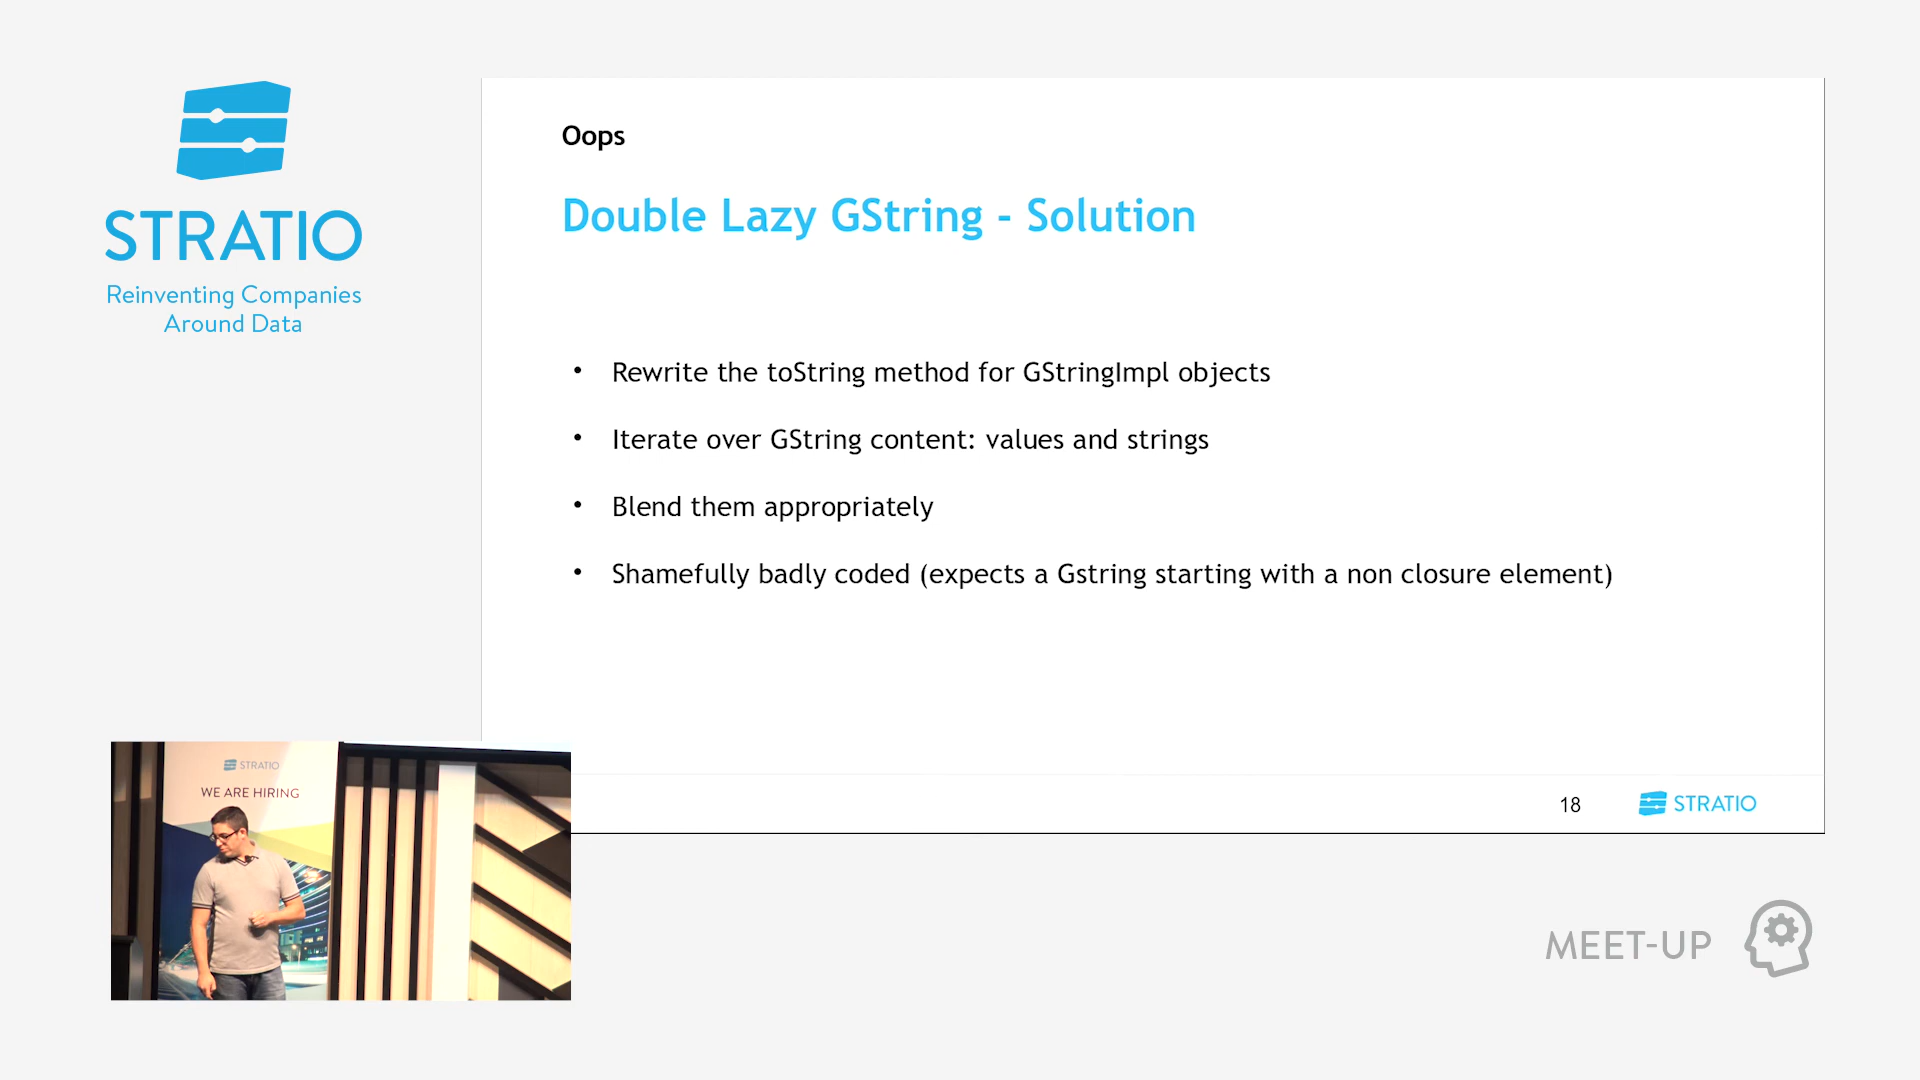 STRATIO
Reinventing Companies
Around Data
Oops
Double Lazy GString - Solution
• Rewrite the toString method for GStringImpl objects
• Iterate over GString content: values and strings
• Blend them appropriately
• Shamefully badly coded (expects a Gstring starting with a non closure element)
18
STRATIO
STRATIO
WE ARE HIRING
MEET-UP